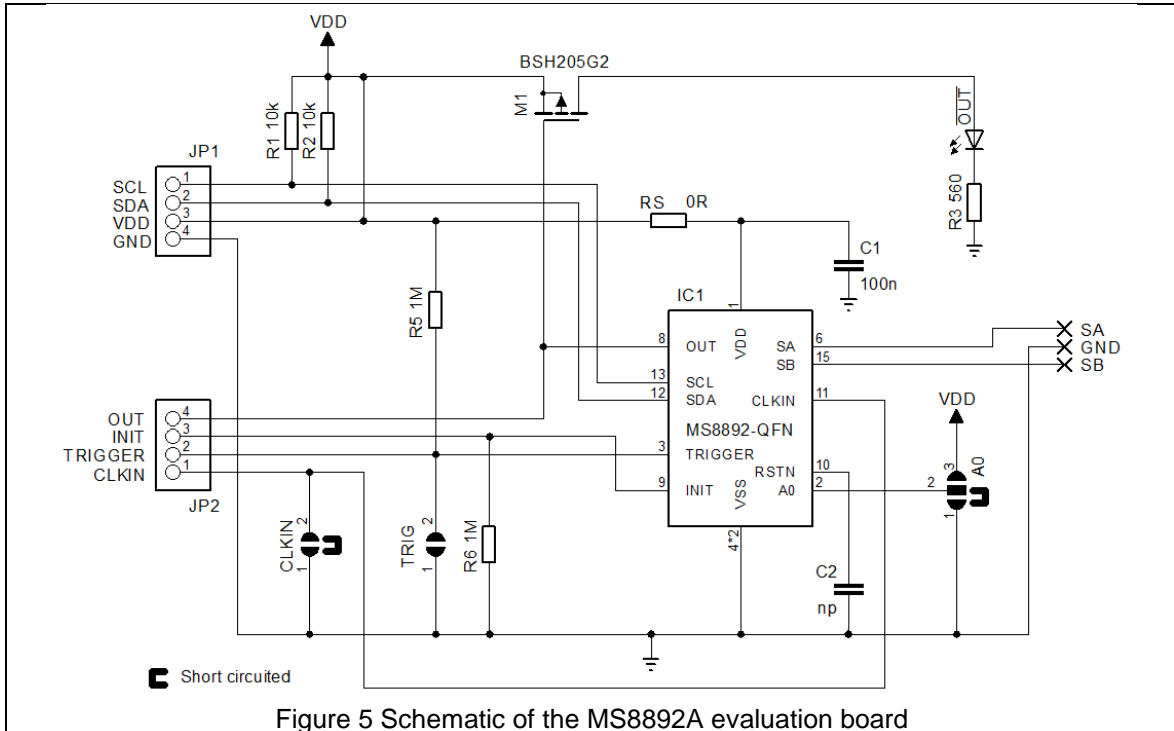 VDD
BSH205G2
M1
OUT
R1 10k
R2 10k
R3 560
JP1
SCL 1
SDA 2
VDD 3
GND 4
RS 0R
C1
100n
R5 1M
IC1
1
VDD
8 OUT
SA 6
SB 15
13 SCL
12 SDA
CLKIN 11
MS8892-QFN
3 TRIGGER
RSTN 10
A0 2
9 INIT
VSS
4*2
SA
GND
SB
VDD
3
2
1
A0
OUT 4
INIT 3
TRIGGER 2
CLKIN 1
JP2
CLKIN
2
1
TRIG
2
1
R6 1M
C2
np
Short circuited
Figure 5 Schematic of the MS8892A evaluation board